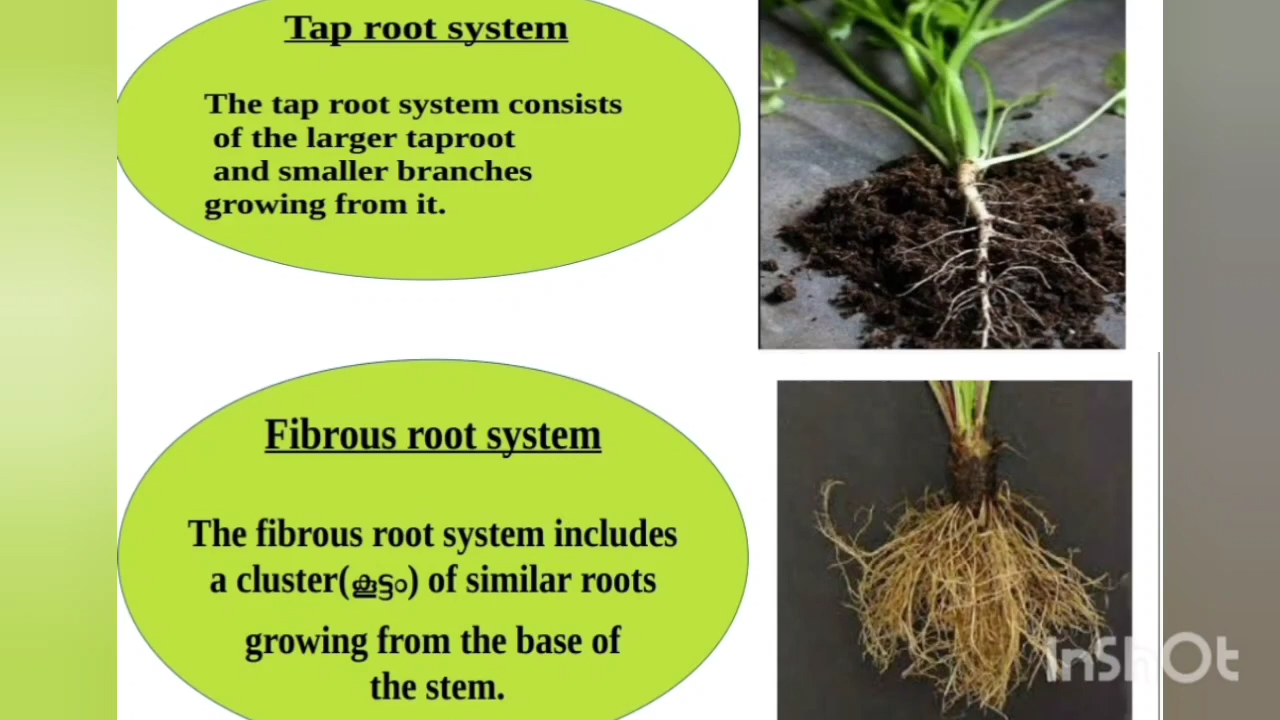 Tap root system
The tap root system consists
of the larger taproot
and smaller branches
growing from it.
Fibrous root system
The fibrous root system includes
a cluster(കൂട്ടം) of similar roots
growing from the base of
the stem.
InShOt